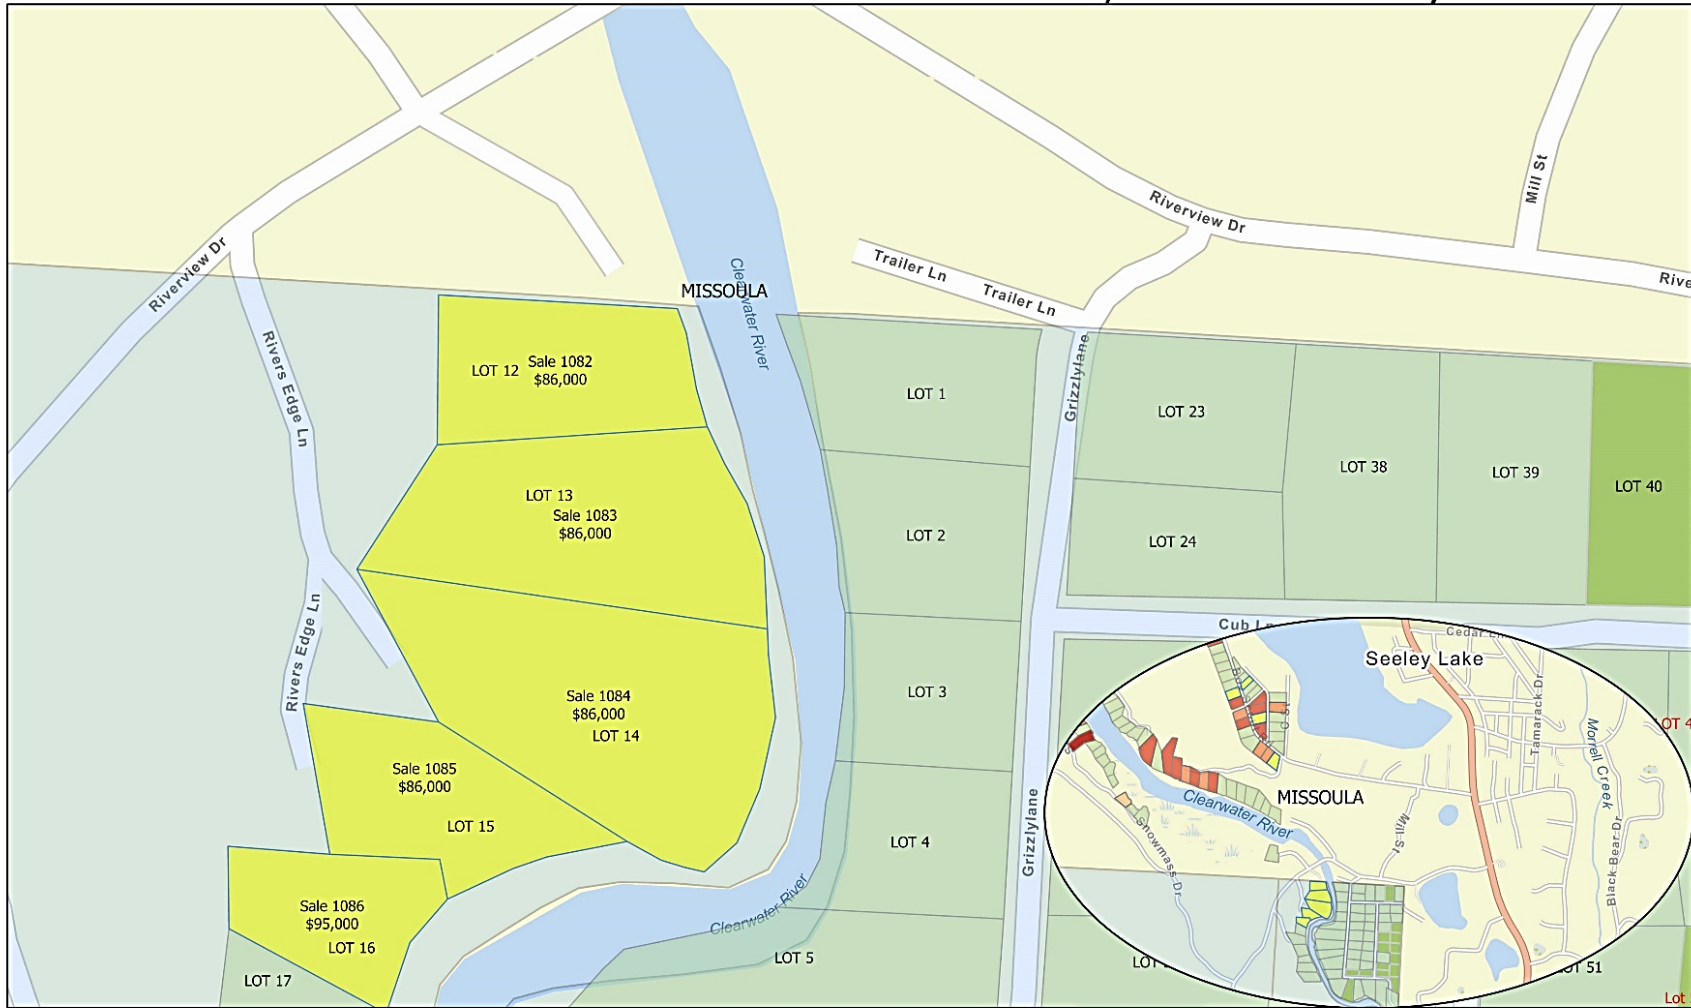 Mill St
Riverview Dr
Rive
Riverview Dr
Trailer Ln
Trailer Ln
Clearwater River
MISSOULA
Rivers Edge Ln
Grizzlylane
LOT 12
Sale 1082
$86,000
LOT 1
LOT 23
LOT 38
LOT 39
LOT 40
LOT 13
Sale 1083
$86,000
LOT 2
LOT 24
Rivers Edge Ln
Cub Ln
Sale 1084
$86,000
LOT 14
LOT 3
Sale 1085
$86,000
LOT 15
LOT 4
Grizzlylane
Sale 1086
$95,000
LOT 16
LOT 17
Clearwater River
LOT 5
LOT
Seeley Lake
Tamarack Dr
Morrell Creek
OT 4
MISSOULA
Clearwater River
Mill St
Snowmass Dr
Black Bear Dr
OT 51
Lot